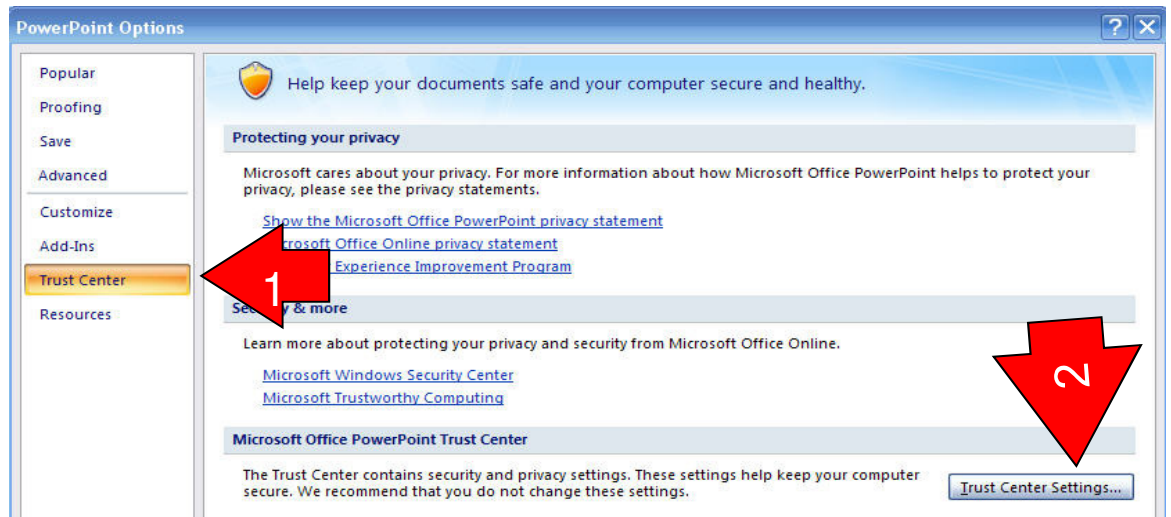 PowerPoint Options
Popular
Proofing
Save
Advanced
Customize
Add-Ins
Trust Center
Resources
Help keep your documents safe and your computer secure and healthy.
Protecting your privacy
Microsoft cares about your privacy. For more information about how Microsoft Office PowerPoint helps to protect your
privacy, please see the privacy statements.
Show the Microsoft Office PowerPoint privacy statement
crosoft Office Online privacy statement
Experience Improvement Program
1
Sec y & more
Learn more about protecting your privacy and security from Microsoft Office Online.
Microsoft Windows Security Center
Microsoft Trustworthy Computing
2
Microsoft Office PowerPoint Trust Center
The Trust Center contains security and privacy settings. These settings help keep your computer
secure. We recommend that you do not change these settings.
Trust Center Settings...